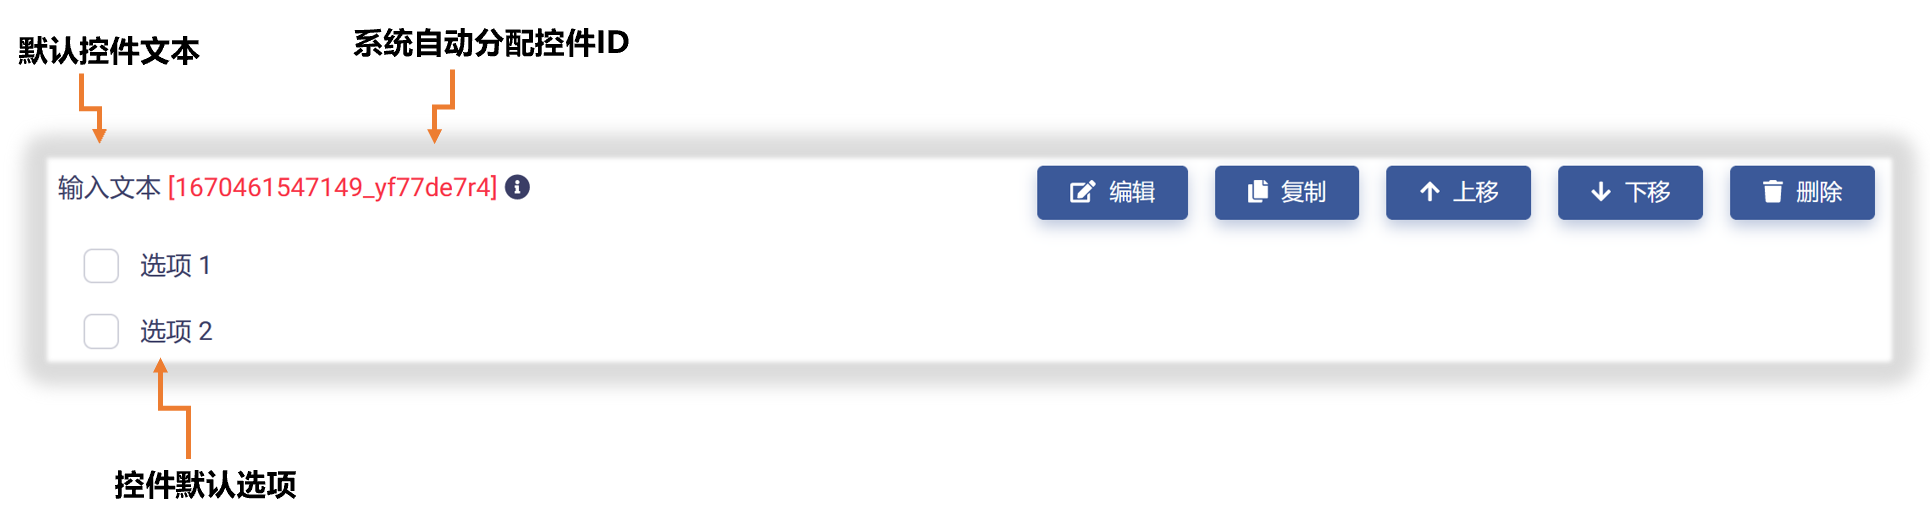 默认控件文本
系统自动分配控件ID
输入文本 [1670461547149_yf77de7r4]
编辑 复制 上移 下移 删除
选项 1
选项 2
控件默认选项